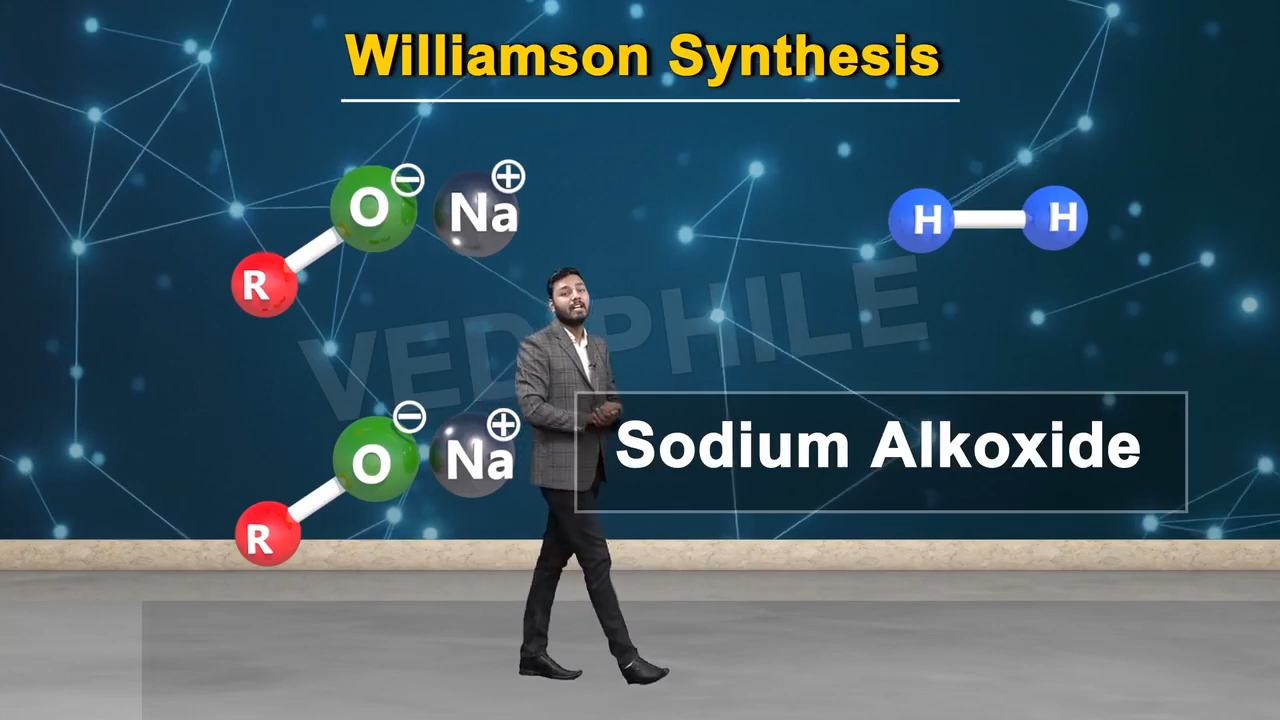 Williamson Synthesis
O ⊖ Na ⊕
R
H H
O ⊖ Na ⊕
R
Sodium Alkoxide